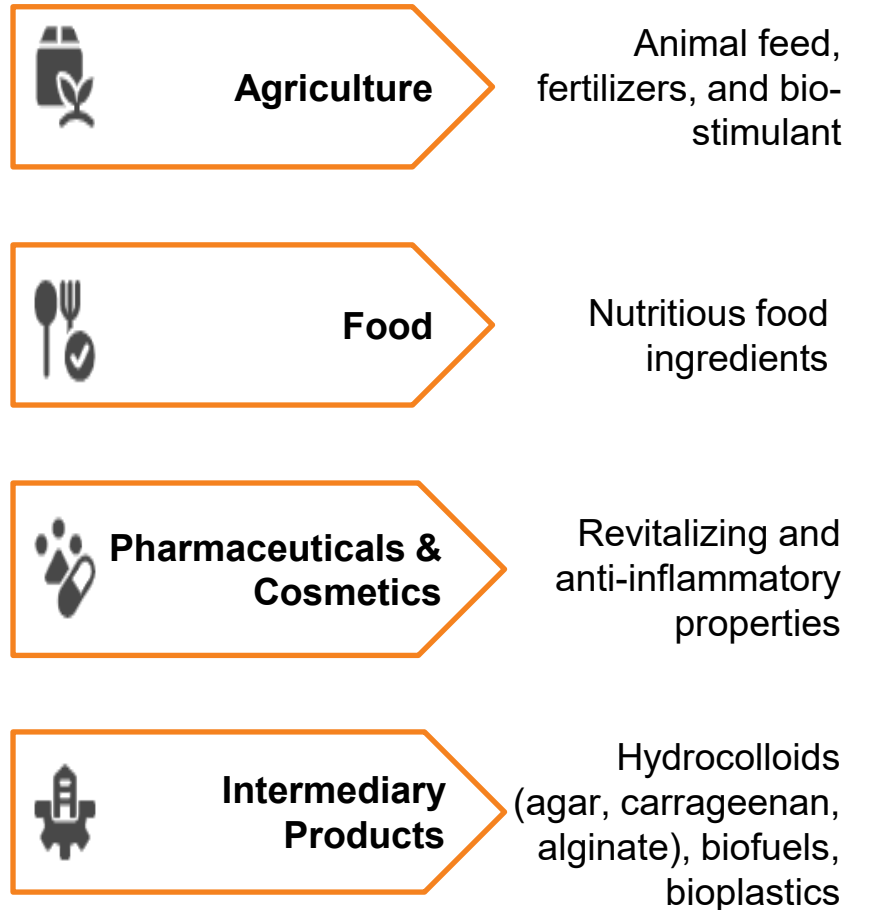 Agriculture
Animal feed,
fertilizers, and bio-
stimulant
Food
Nutritious food
ingredients
Pharmaceuticals &
Cosmetics
Revitalizing and
anti-inflammatory
properties
Intermediary
Products
Hydrocolloids
(agar, carrageenan,
alginate), biofuels,
bioplastics